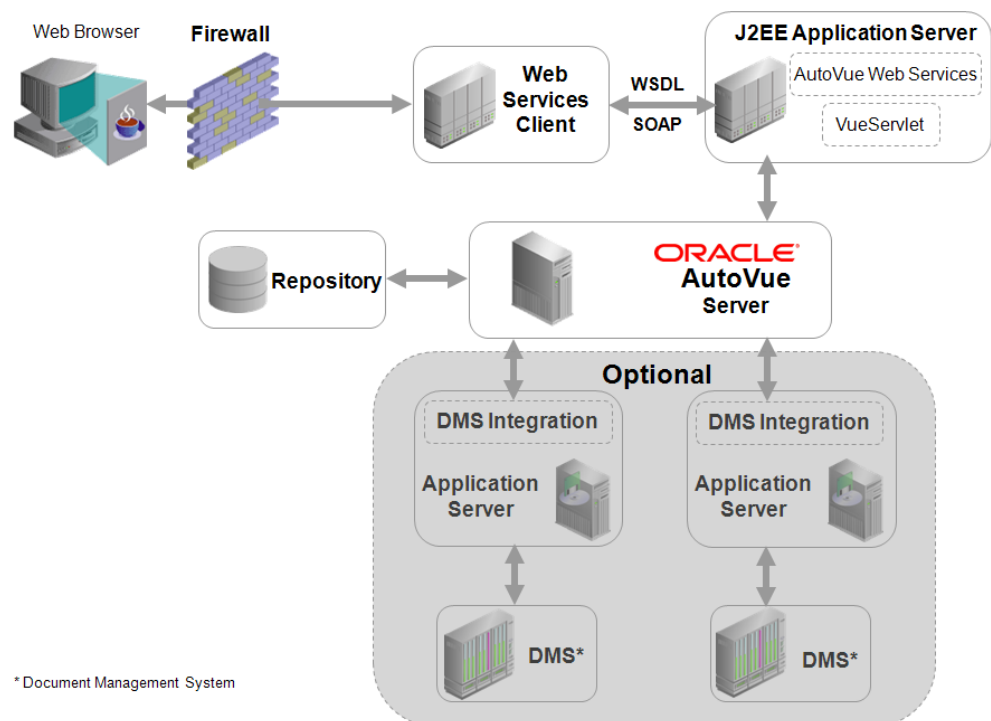 Web Browser
Firewall
Web
Services
Client
WSDL
SOAP
J2EE Application Server
AutoVue Web Services
VueServlet
Repository
ORACLE®
AutoVue
Server
Optional
DMS Integration
Application
Server
DMS Integration
Application
Server
DMS*
DMS*
* Document Management System